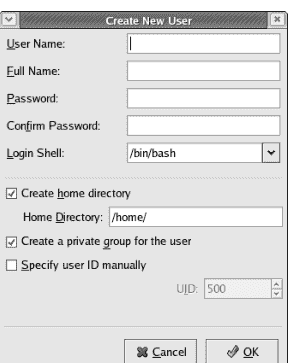 Create New User
User Name:
Full Name:
Password:
Confirm Password:
Login Shell: /bin/bash
Create home directory
Home Directory: /home/
Create a private group for the user
Specify user ID manually
UID: 500
Cancel OK